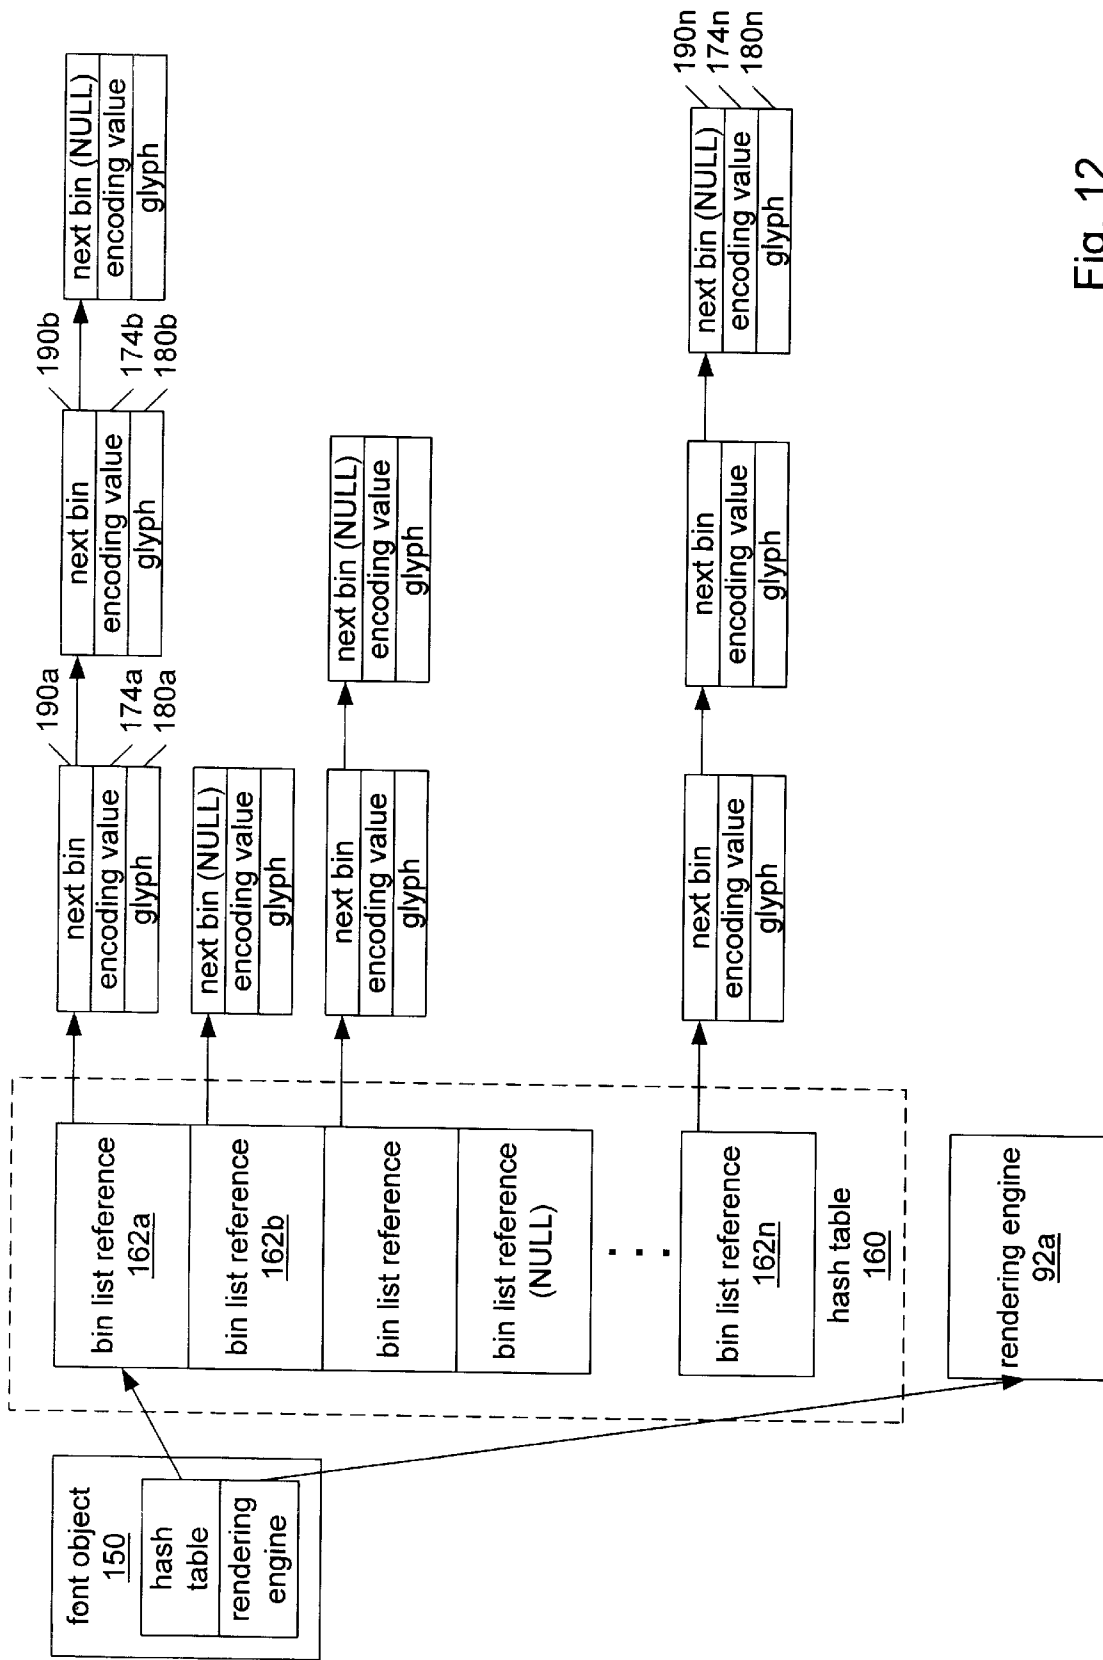 font object
150
hash
table
rendering
engine
bin list reference
162a
bin list reference
162b
bin list reference
bin list reference
(NULL)
. . .
bin list reference
162n
hash table
160
rendering engine
92a
next bin
encoding value
glyph
190a
174a
180a
next bin
encoding value
glyph
190b
174b
180b
next bin (NULL)
encoding value
glyph
next bin (NULL)
encoding value
glyph
next bin
encoding value
glyph
next bin (NULL)
encoding value
glyph
next bin
encoding value
glyph
next bin
encoding value
glyph
next bin (NULL)
encoding value
glyph
190n
174n
180n
Fig. 12